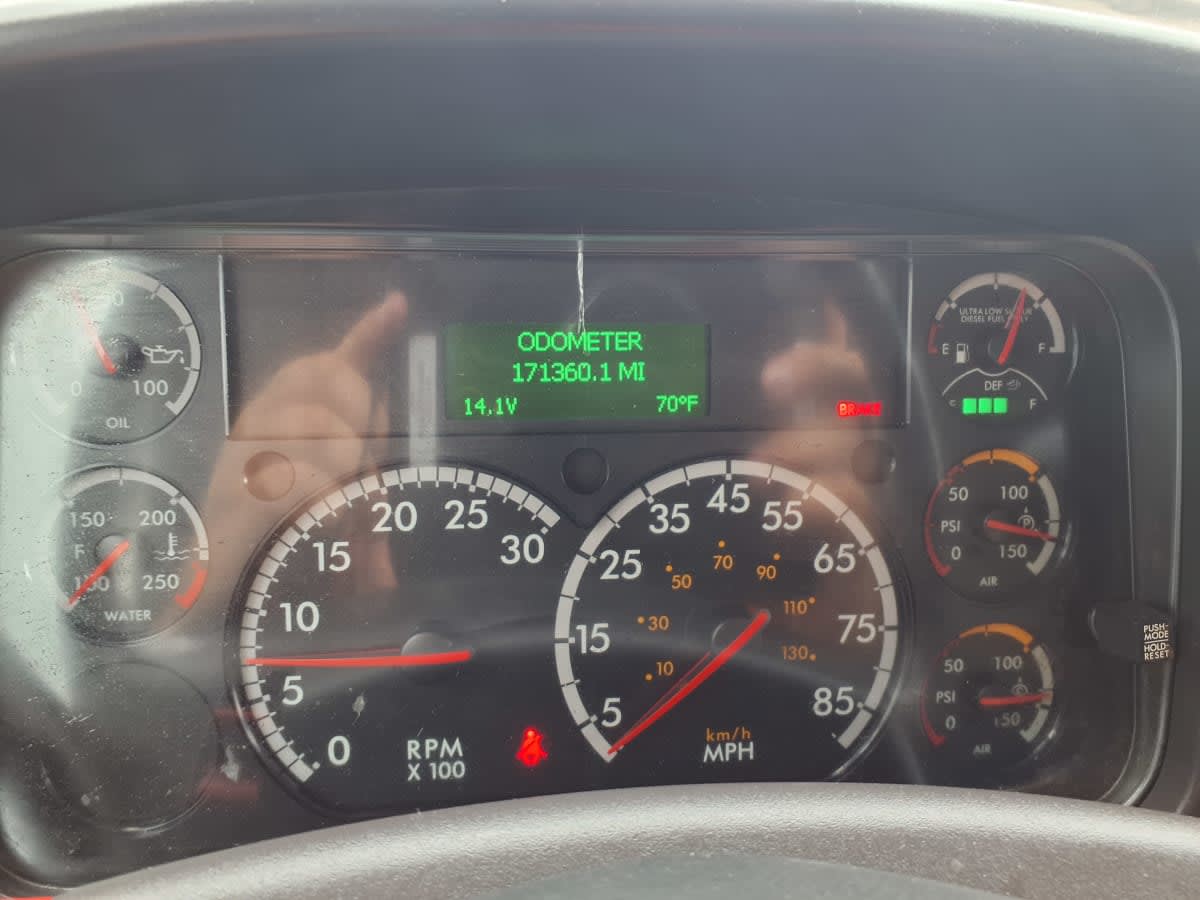 ODOMETER
171360.1 MI
14.1V
70°F
BRAKE
50
0
100
OIL
150
200
F
100
250
WATER
0
5
10
15
20
25
30
RPM
X 100
5
15
25
35
45
55
65
75
85
10
30
50
70
90
110
130
km/h
MPH
ULTRA LOW SULFUR
DIESEL FUEL ONLY
E
F
DEF
E
F
50
100
PSI
P
0
150
AIR
50
100
PSI
0
150
AIR
PUSH-
MODE
HOLD-
RESET